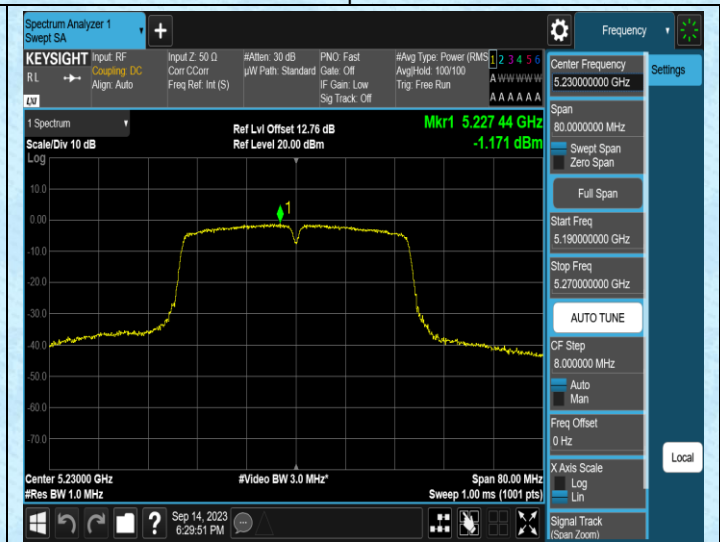 Spectrum Analyzer 1
Swept SA
+
Frequency
KEYSIGHT
RL
LXI
Input: RF
Coupling: DC
Align: Auto
Input Z: 50 Ω
Corr CCorr
Freq Ref: Int (S)
#Atten: 30 dB
µW Path: Standard
PNO: Fast
Gate: Off
IF Gain: Low
Sig Track: Off
#Avg Type: Power (RMS
Avg|Hold: 100/100
Trig: Free Run
1 2 3 4 5 6
A W W W W W
A A A A A A
1 Spectrum
Scale/Div 10 dB
Log
Ref Lvl Offset 12.76 dB
Ref Level 20.00 dBm
Mkr1 5.227 44 GHz
-1.171 dBm
10.0
0.00
-10.0
-20.0
-30.0
-40.0
-50.0
-60.0
-70.0
1
Center 5.23000 GHz
#Res BW 1.0 MHz
#Video BW 3.0 MHz*
Span 80.00 MHz
Sweep 1.00 ms (1001 pts)
Center Frequency
5.230000000 GHz
Span
80.0000000 MHz
Swept Span
Zero Span
Full Span
Start Freq
5.190000000 GHz
Stop Freq
5.270000000 GHz
AUTO TUNE
CF Step
8.000000 MHz
Auto
Man
Freq Offset
0 Hz
X Axis Scale
Log
Lin
Signal Track
(Span Zoom)
Settings
Local
?
Sep 14, 2023
6:29:51 PM